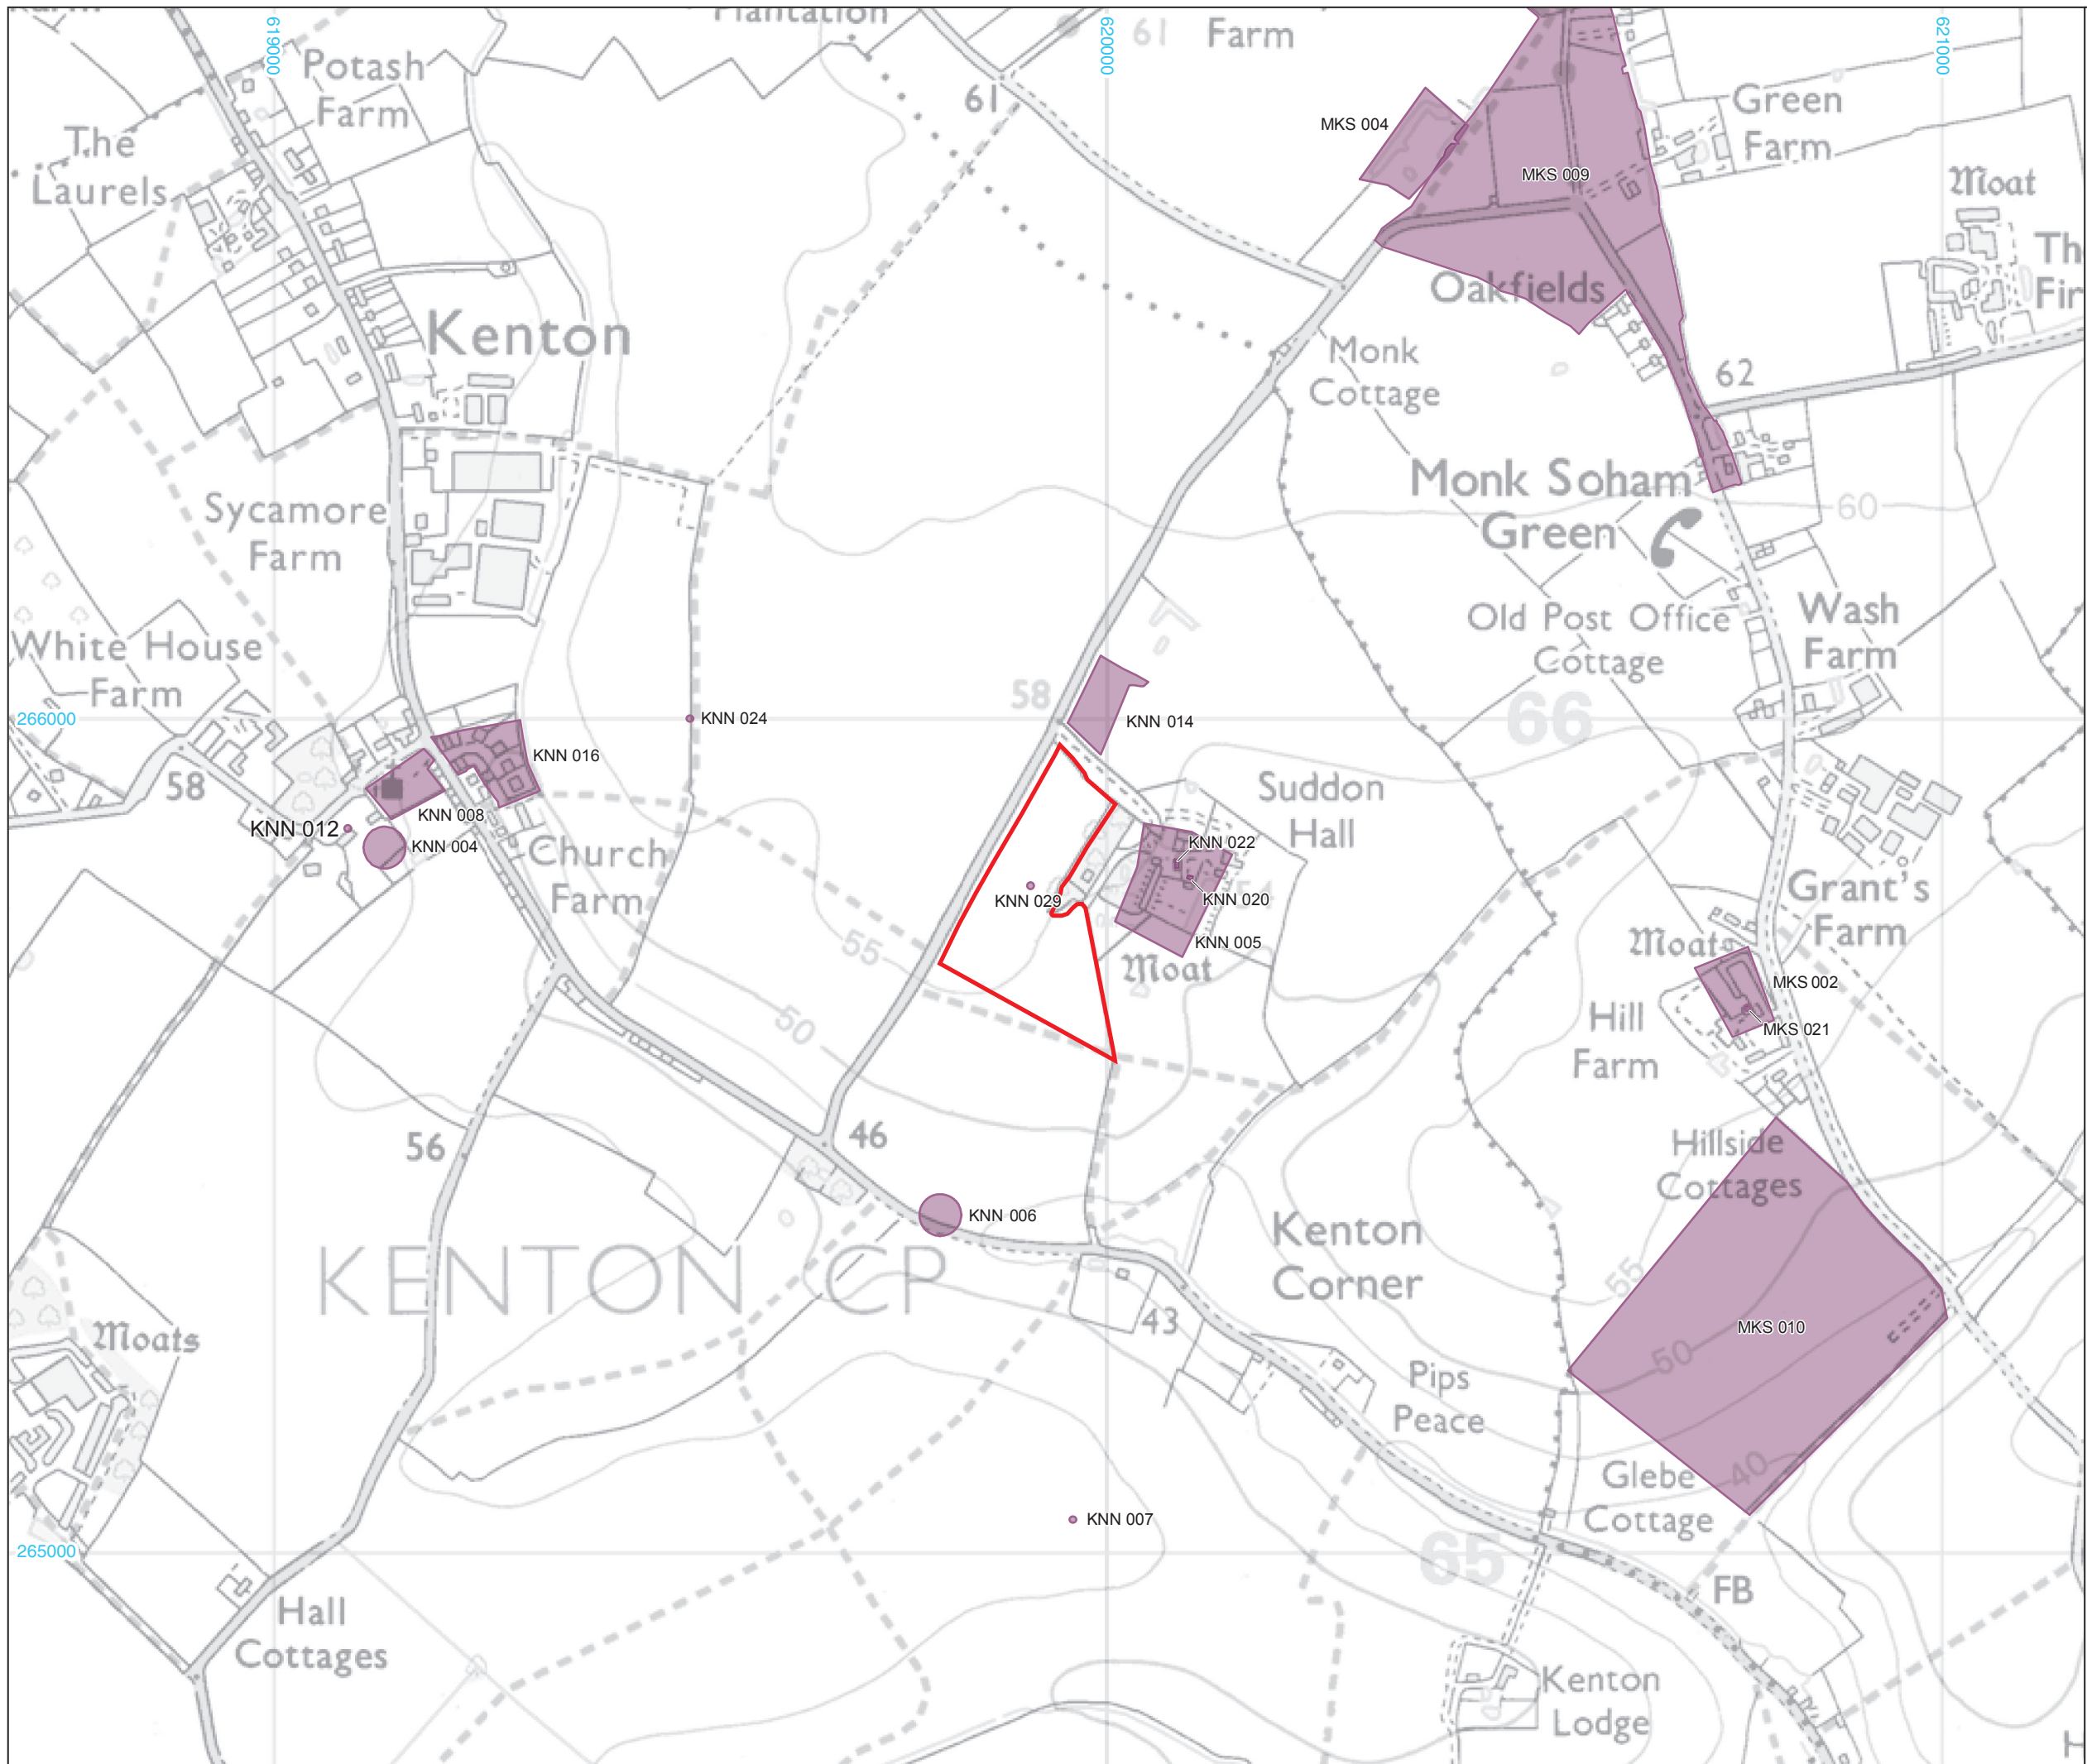 619000
620000
621000
Plantation
61
Farm
Potash
Farm
61
The
Laurels
MKS 004
Green
Farm
MKS 009
Moat
Oakfields
Kenton
Monk
Cottage
62
Monk Soham
Green
60
Sycamore
Farm
Old Post Office
Cottage
Wash
Farm
White House
Farm
58
266000
KNN 024
KNN 014
66
KNN 016
58
Suddon
Hall
KNN 008
KNN 012
KNN 004
KNN 022
Church
Farm
KNN 029
KNN 020
Grant's
Farm
55
KNN 005
Moat
Moats
MKS 002
50
Hill
Farm
MKS 021
46
56
Hillside
Cottages
KNN 006
Kenton
Corner
KENTON CP
55
43
MKS 010
Moats
50
Pips
Peace
40
Glebe
Cottage
KNN 007
265000
65
FB
Hall
Cottages
Kenton
Lodge